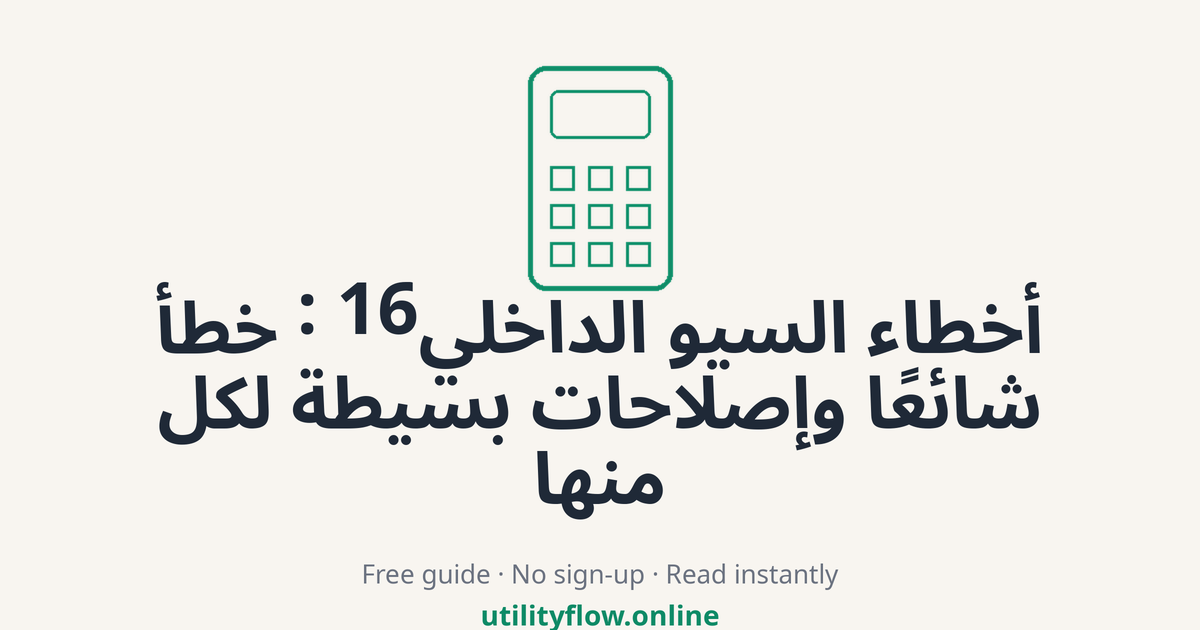 أخطاء السيو الداخلي16 : خطأ
شائعًا وإصلاحات بسيطة لكل
منها
Free guide · No sign-up · Read instantly
utilityflow.online